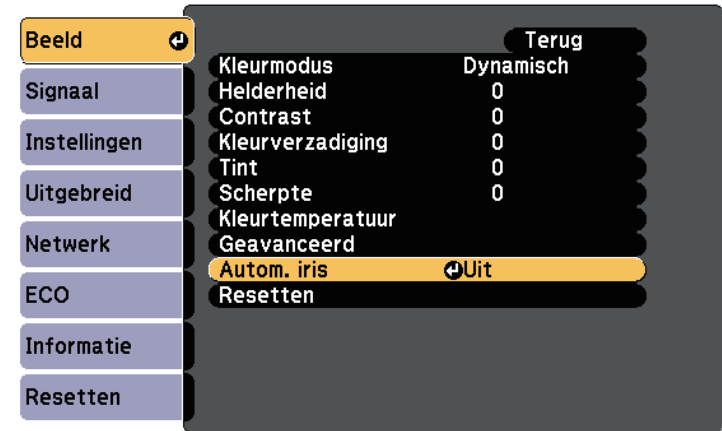 Beeld
Signaal
Instellingen
Uitgebreid
Netwerk
ECO
Informatie
Resetten
Terug
Kleurmodus Dynamisch
Helderheid 0
Contrast 0
Kleurverzadiging 0
Tint 0
Scherpte 0
Kleurtemperatuur
Geavanceerd
Autom. iris Uit
Resetten